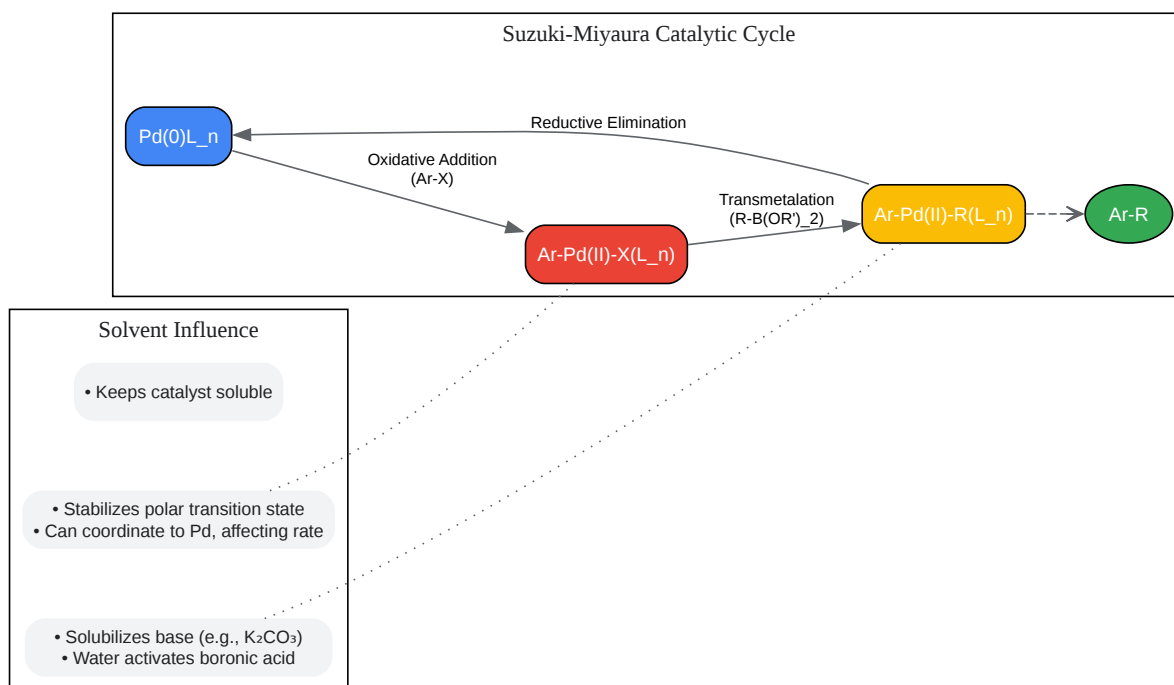 Suzuki-Miyaura Catalytic Cycle
Reductive Elimination
Pd(0)L_n
Oxidative Addition
(Ar-X)
Transmetalation
(R-B(OR')_2)
Ar-Pd(II)-R(L_n)
Ar-R
Ar-Pd(II)-X(L_n)
Solvent Influence
• Keeps catalyst soluble
• Stabilizes polar transition state
• Can coordinate to Pd, affecting rate
• Solubilizes base (e.g., K₂CO₃)
• Water activates boronic acid